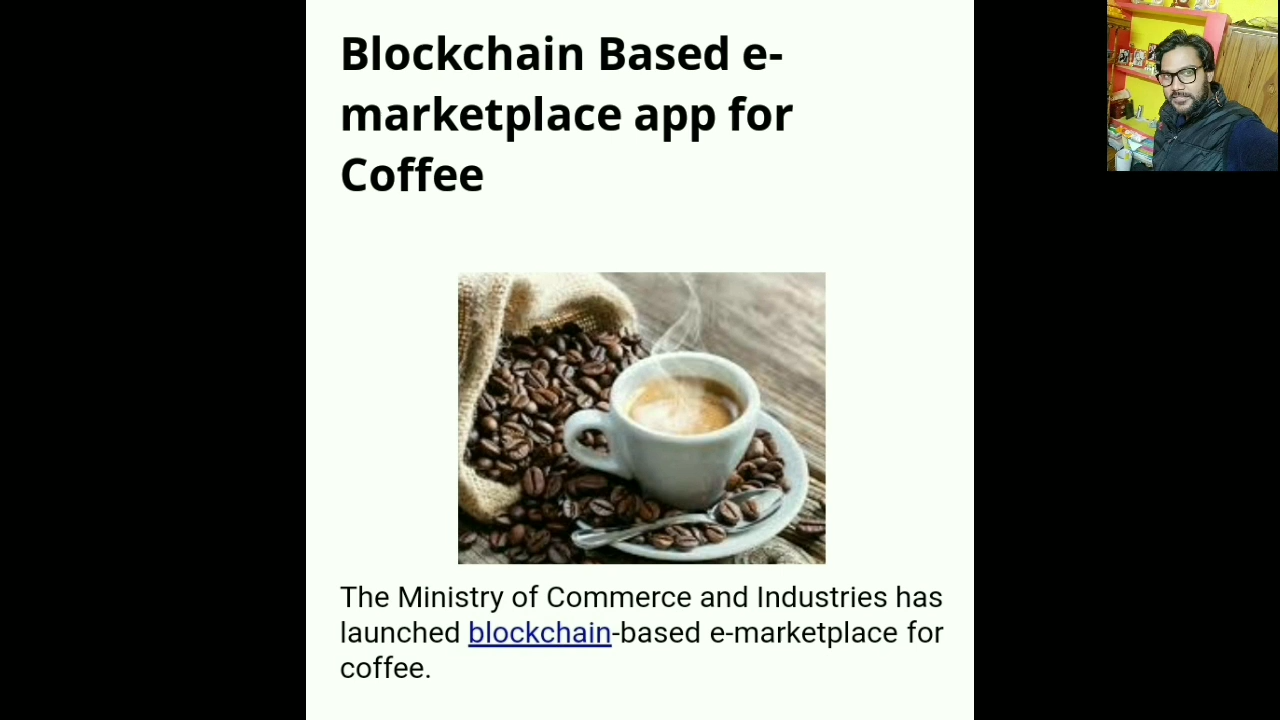 Blockchain Based e-
marketplace app for
Coffee
The Ministry of Commerce and Industries has
launched blockchain-based e-marketplace for
coffee.